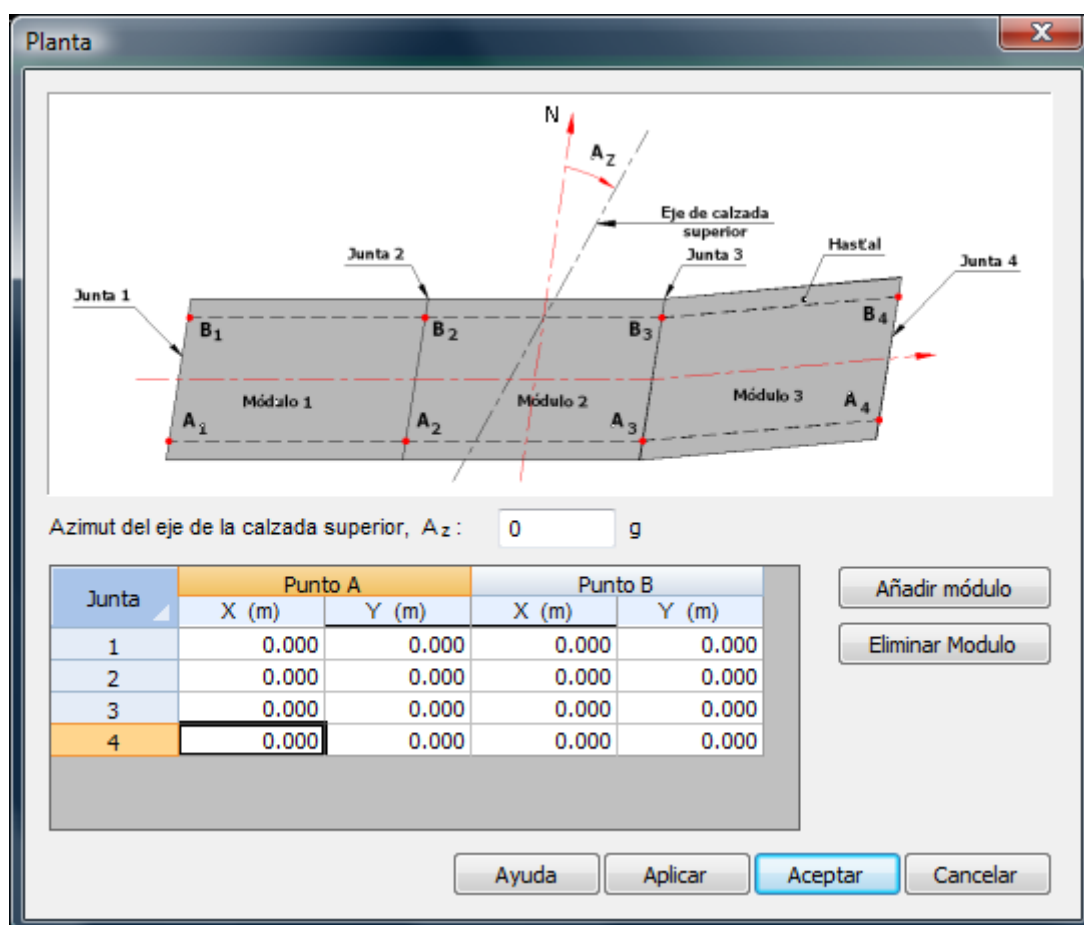 Planta
N
A Z
Eje de calzada
superior
Junta 1
Junta 2
Junta 3
Hastial
Junta 4
B1
B2
B3
B4
Módulo 1
Módulo 2
Módulo 3
A1
A2
A3
A4
Azimut del eje de la calzada superior, A z :
0
g
Junta
Punto A
Punto B
X (m)
Y (m)
X (m)
Y (m)
1 0.000 0.000 0.000 0.000
2 0.000 0.000 0.000 0.000
3 0.000 0.000 0.000 0.000
4 0.000 0.000 0.000 0.000
Añadir módulo
Eliminar Modulo
Ayuda
Aplicar
Aceptar
Cancelar